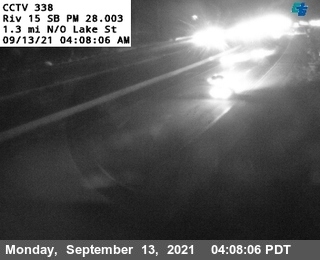 CCTV 338
Riv 15 SB PM 28.003
1.3 mi N/O Lake St
09/13/21 04:08:06 AM
Monday, September 13, 2021 04:08:06 PDT